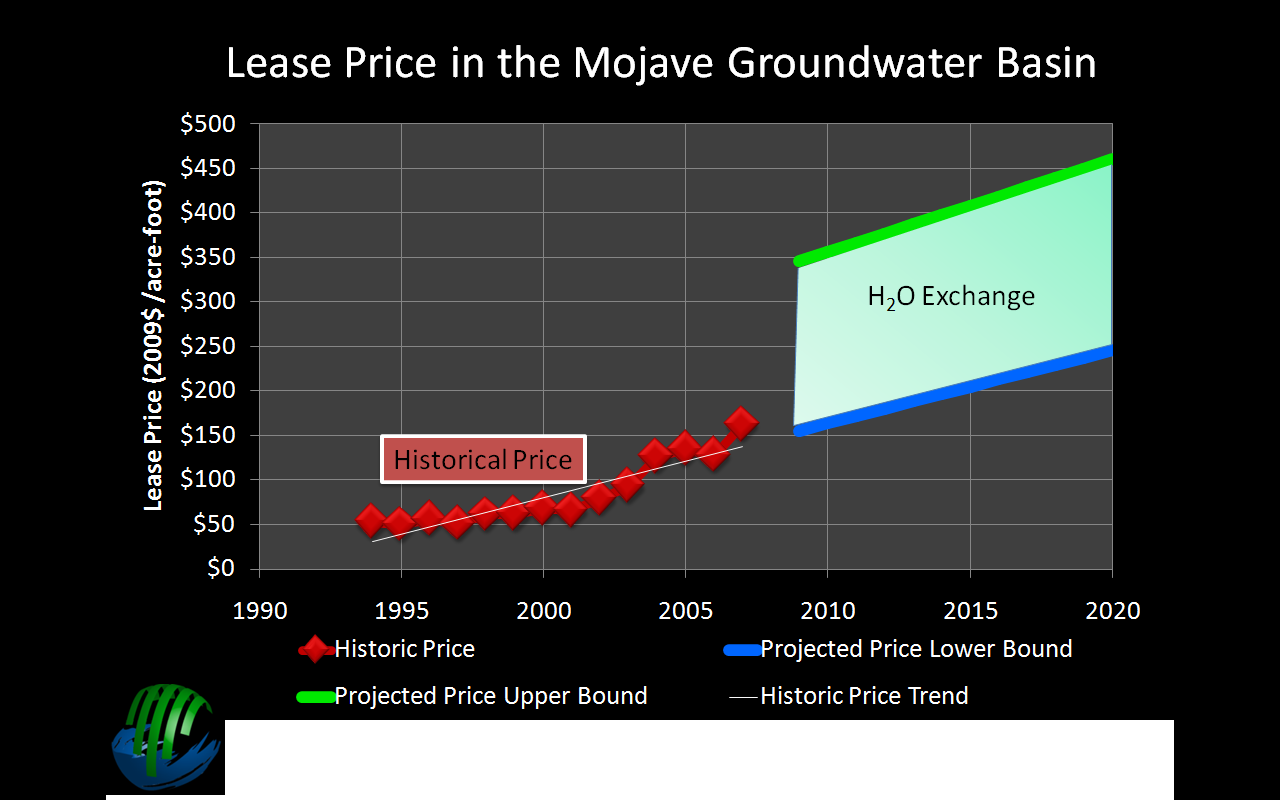 Lease Price in the Mojave Groundwater Basin
Lease Price (2009$ /acre-foot)
$500
$450
$400
$350
$300
$250
$200
$150
$100
$50
$0
H₂O Exchange
Historical Price
1990 1995 2000 2005 2010 2015 2020
Historic Price Projected Price Lower Bound
Projected Price Upper Bound Historic Price Trend